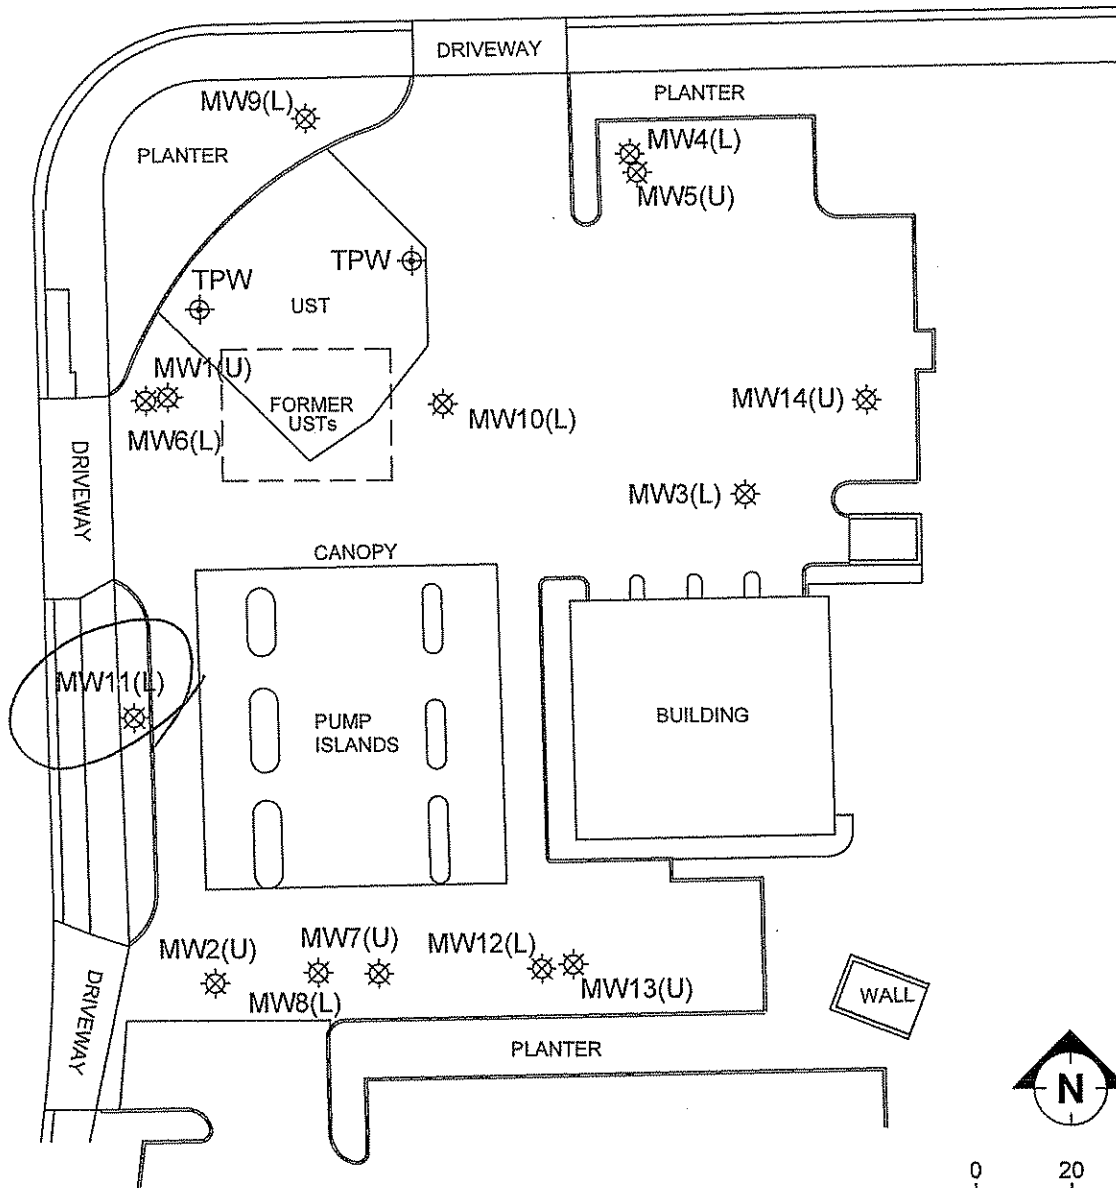 DRIVEWAY
MW9(L)
PLANTER
PLANTER
MW4(L)
MW5(U)
TPW
TPW
UST
MW1(U)
FORMER
USTs
MW6(L)
MW10(L)
MW14(U)
DRIVEWAY
MW3(L)
CANOPY
MW11(L)
PUMP
ISLANDS
BUILDING
MW2(U)
MW7(U)
MW12(L)
MW8(L)
MW13(U)
DRIVEWAY
WALL
PLANTER
N
0 20